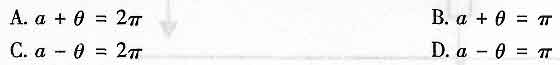 A. a + θ = 2π B. a + θ = π
C. a - θ = 2π D. a - θ = π